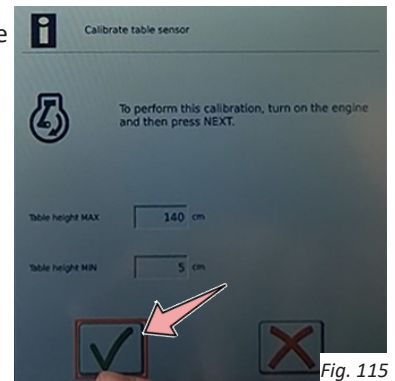 e
Calibrate table sensor
To perform this calibration, turn on the engine
and then press NEXT.
Table height MAX 140 cm
Table height MIN 5 cm
Fig. 115